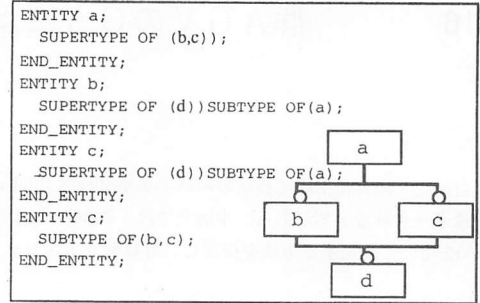 ENTITY a;
SUPERTYPE OF (b,c));
END_ENTITY;
ENTITY b;
SUPERTYPE OF (d))SUBTYPE OF(a);
END_ENTITY;
ENTITY c;
SUPERTYPE OF (d))SUBTYPE OF(a);
END_ENTITY;
ENTITY c;
SUBTYPE OF(b,c);
END_ENTITY;
a
b
c
d